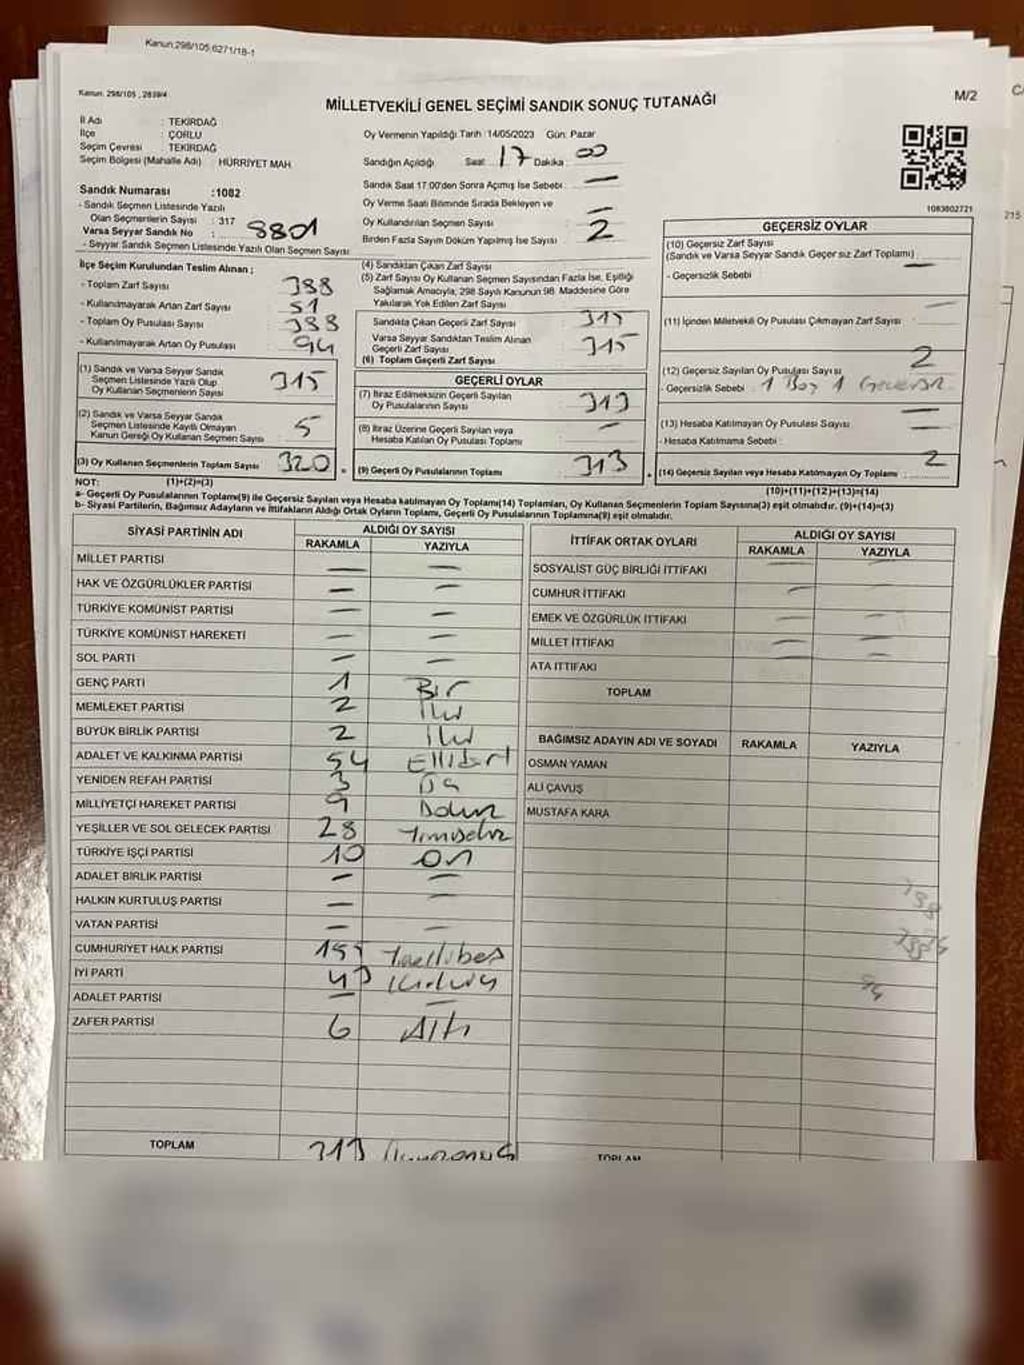 Kanun;298/105;6271/18-1
Kanun. 298/105 , 2839/4
MİLLETVEKİLİ GENEL SEÇİMİ SANDIK SONUÇ TUTANAĞI
M/2
İl Adı : TEKİRDAĞ
İlçe : ÇORLU
Seçim Çevresi : TEKİRDAĞ
Seçim Bölgesi (Mahalle Adı) : HÜRRİYET MAH.
Oy Vermenin Yapıldığı Tarih :14/05/2023 Gün: Pazar
Sandığın Açıldığı Saat 17 Dakika 00
Sandık Saat 17:00'den Sonra Açımış İse Sebebi : —
Oy Verme Saati Bitiminde Sırada Bekleyen ve
Oy Kullandırılan Seçmen Sayısı —
Birden Fazla Sayım Döküm Yapılmış İse Sayısı 2
1083802721
215
Sandık Numarası :1082
- Sandık Seçmen Listesinde Yazılı
Olan Seçmenlerin Sayısı : 317
Varsa Seyyar Sandık No : 8801
- Seyyar Sandık Seçmen Listesinde Yazılı Olan Seçmen Sayısı
İlçe Seçim Kurulundan Teslim Alınan ;
- Toplam Zarf Sayısı 388
- Kullanılmayarak Artan Zarf Sayısı 51
- Toplam Oy Pusulası Sayısı 388
- Kullanılmayarak Artan Oy Pusulası 94
(1) Sandık ve Varsa Seyyar Sandık
Seçmen Listesinde Yazılı Olup
Oy Kullanan Seçmenlerin Sayısı 315
(2) Sandık ve Varsa Seyyar Sandık
Seçmen Listesinde Kayıtlı Olmayan
Kanun Gereği Oy Kullanan Seçmen Sayısı 5
(3) Oy Kullanan Seçmenlerin Toplam Sayısı 320
(4) Sandıktan Çıkan Zarf Sayısı
(5) Zarf Sayısı Oy Kullanan Seçmen Sayısından Fazla İse, Eşitliği
Sağlamak Amacıyla, 298 Sayılı Kanunun 98. Maddesine Göre
Yakılarak Yok Edilen Zarf Sayısı
Sandıkta Çıkan Geçerli Zarf Sayısı 315
Varsa Seyyar Sandıktan Teslim Alınan
Geçerli Zarf Sayısı 315
(6) Toplam Geçerli Zarf Sayısı
GEÇERLİ OYLAR
(7) İtiraz Edilmeksizin Geçerli Sayılan
Oy Pusulalarının Sayısı 313
(8) İtiraz Üzerine Geçerli Sayılan veya
Hesaba Katılan Oy Pusulası Toplamı —
(9) Geçerli Oy Pusulalarının Toplamı 313
GEÇERSİZ OYLAR
(10) Geçersiz Zarf Sayısı
(Sandık ve Varsa Seyyar Sandık Geçersiz Zarf Toplamı) —
- Geçersizlik Sebebi
—
(11) İçinden Milletvekili Oy Pusulası Çıkmayan Zarf Sayısı
(12) Geçersiz Sayılan Oy Pusulası Sayısı 2
- Geçersizlik Sebebi 1 Boş 1 Geçersiz
(13) Hesaba Katılmayan Oy Pusulası Sayısı: —
- Hesaba Katılmama Sebebi : —
(14) Geçersiz Sayılan veya Hesaba Katılmayan Oy Toplamı 2
NOT: (1)+(2)=(3)
(10)+(11)+(12)+(13)=(14)
a- Geçerli Oy Pusulalarının Toplamı(9) ile Geçersiz Sayılan veya Hesaba katılmayan Oy Toplamı(14) Toplamları, Oy Kullanan Seçmenlerin Toplam Sayısına(3) eşit olmalıdır. (9)+(14)=(3)
b- Siyasi Partilerin, Bağımsız Adayların ve İttifakların Aldığı Ortak Oyların Toplamı, Geçerli Oy Pusulalarının Toplamına(9) eşit olmalıdır.
SİYASİ PARTİNİN ADI ALDIĞI OY SAYISI
RAKAMLA YAZIYLA
MİLLET PARTİSİ — —
HAK VE ÖZGÜRLÜKLER PARTİSİ — —
TÜRKİYE KOMÜNİST PARTİSİ — —
TÜRKİYE KOMÜNİST HAREKETİ — —
SOL PARTİ — —
GENÇ PARTİ 1 Bir
MEMLEKET PARTİSİ 2 İki
BÜYÜK BİRLİK PARTİSİ 2 İki
ADALET VE KALKINMA PARTİSİ 54 Ellidört
YENİDEN REFAH PARTİSİ 3 Üç
MİLLİYETÇİ HAREKET PARTİSİ 9 Dokuz
YEŞİLLER VE SOL GELECEK PARTİSİ 28 Yirmisekiz
TÜRKİYE İŞÇİ PARTİSİ 10 On
ADALET BİRLİK PARTİSİ — —
HALKIN KURTULUŞ PARTİSİ — —
VATAN PARTİSİ — —
CUMHURİYET HALK PARTİSİ 155 Yüzellibeş
İYİ PARTİ 43 Kırküç
ADALET PARTİSİ — —
ZAFER PARTİSİ 6 Altı
TOPLAM 313
İTTİFAK ORTAK OYLARI ALDIĞI OY SAYISI
RAKAMLA YAZIYLA
SOSYALİST GÜÇ BİRLİĞİ İTTİFAKI — —
CUMHUR İTTİFAKI —
EMEK VE ÖZGÜRLÜK İTTİFAKI — —
MİLLET İTTİFAKI — —
ATA İTTİFAKI — —
TOPLAM
BAĞIMSIZ ADAYIN ADI VE SOYADI RAKAMLA YAZIYLA
OSMAN YAMAN
ALİ ÇAVUŞ
MUSTAFA KARA
94
TOPLAM